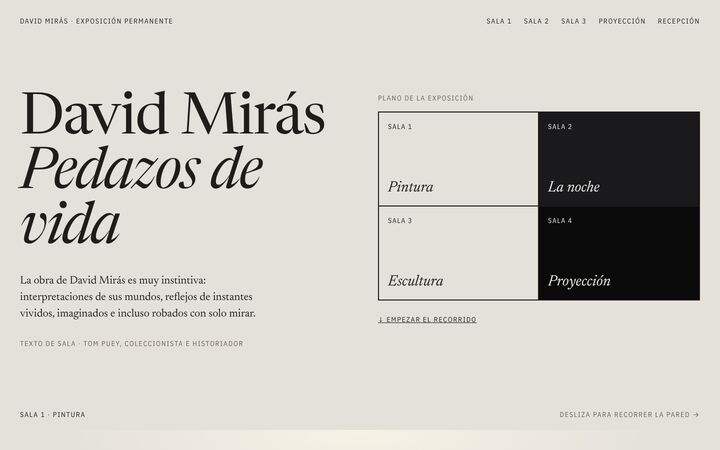 DAVID MIRÁS · EXPOSICIÓN PERMANENTE
SALA 1 SALA 2 SALA 3 PROYECCIÓN RECEPCIÓN
David Mirás
Pedazos de
vida
La obra de David Mirás es muy instintiva:
interpretaciones de sus mundos, reflejos de instantes
vividos, imaginados e incluso robados con solo mirar.
TEXTO DE SALA · TOM PUEY, COLECCIONISTA E HISTORIADOR
PLANO DE LA EXPOSICIÓN
SALA 1
Pintura
SALA 2
La noche
SALA 3
Escultura
SALA 4
Proyección
↓ EMPEZAR EL RECORRIDO
SALA 1 · PINTURA
DESLIZA PARA RECORRER LA PARED →